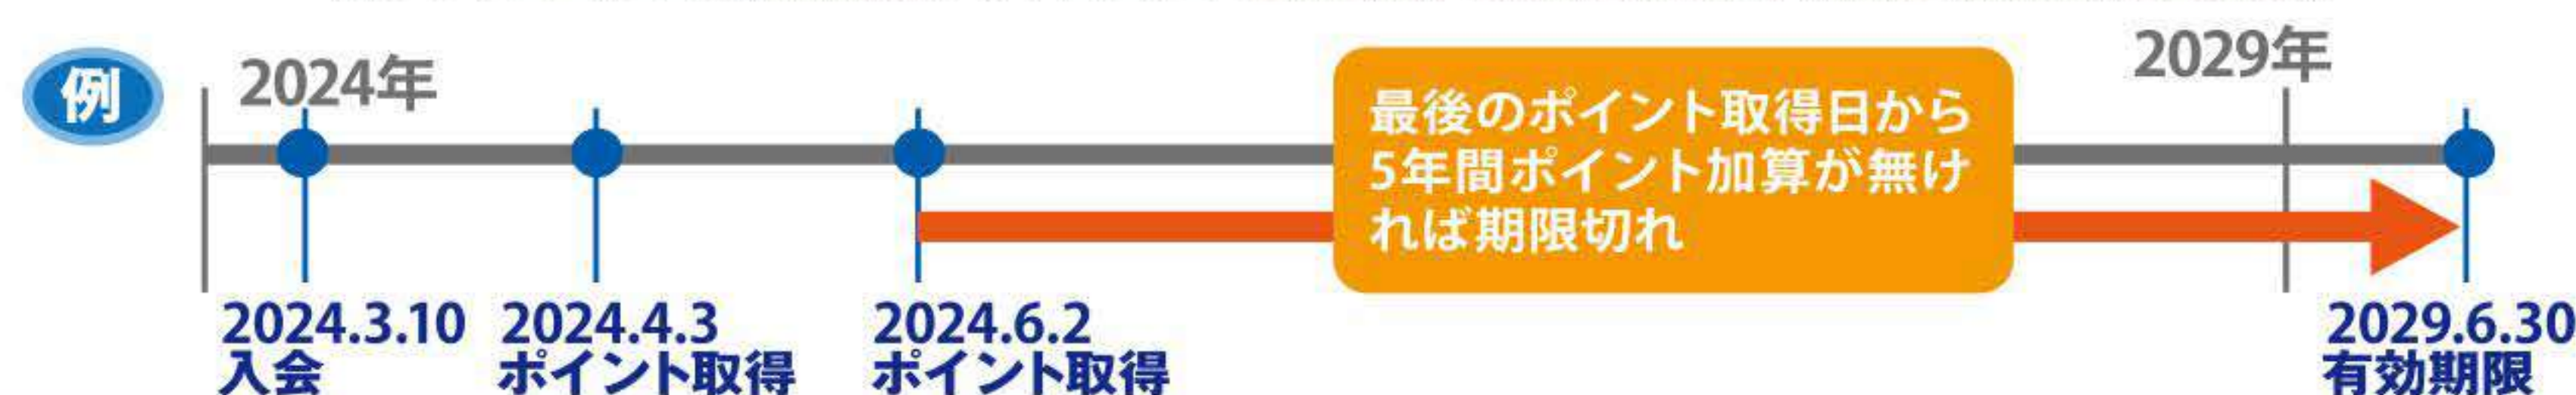 例
2024年
2029年
最後のポイント取得日から
5年間ポイント加算が無け
れば期限切れ
2024.3.10
入会
2024.4.3
ポイント取得
2024.6.2
ポイント取得
2029.6.30
有効期限